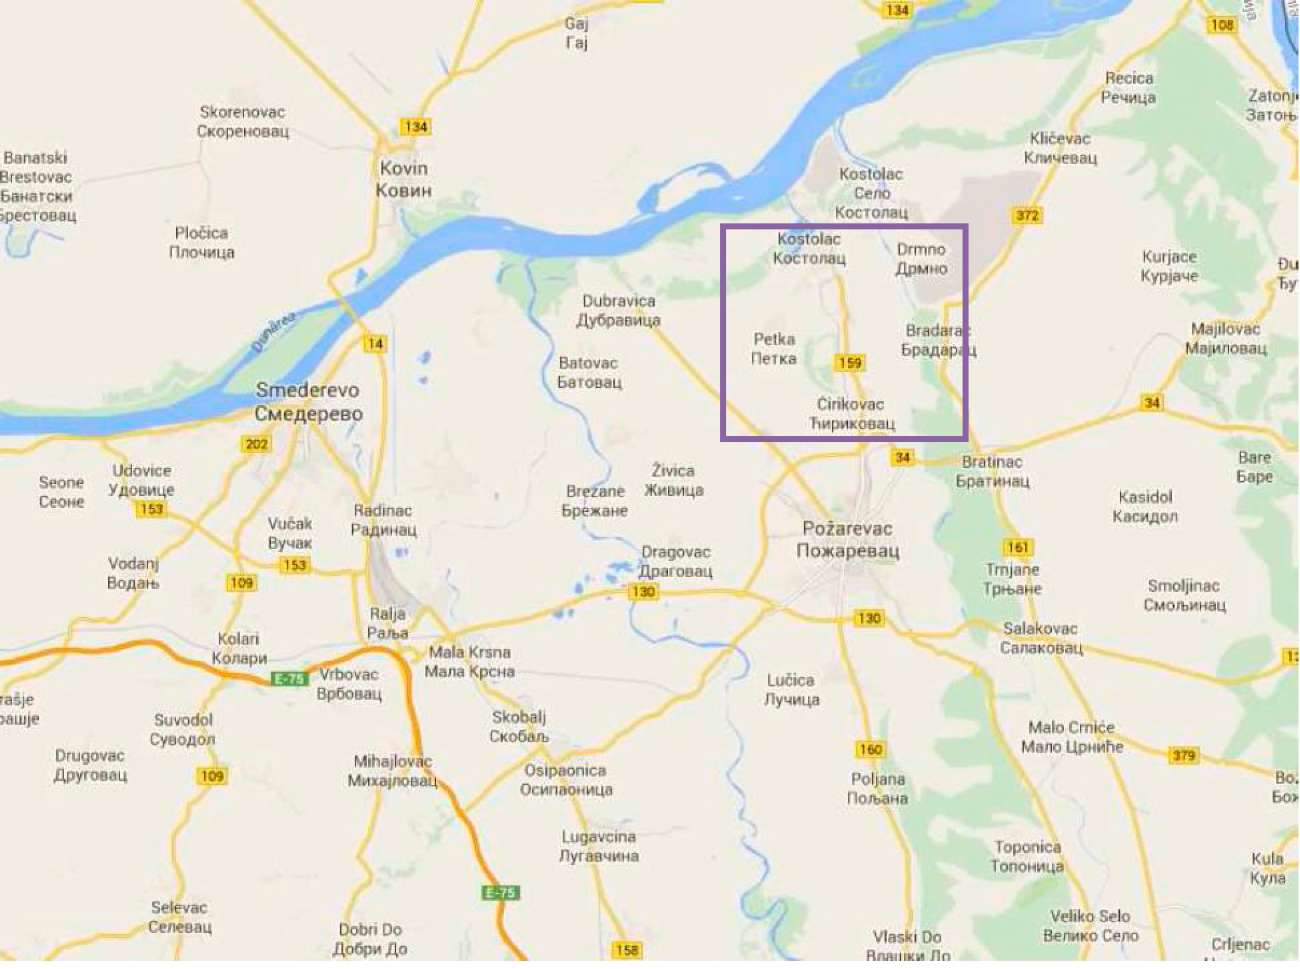 134
Gaj
Гај
108
Recica
Речица
Zatonj
Затоњ
Skorenovac
Скореновац
134
Kličevac
Кличевац
Banatski
Brestovac
Банатски
Брестовац
Kovin
Ковин
Kostolac
Село
Костолац
372
Pločica
Плочица
Kostolac
Костолац
Drmno
Дрмно
Kurjace
Курјаче
Dubravica
Дубравица
Dunărea
Petka
Петка
Bradarac
Брадарац
Majilovac
Мајиловац
14
159
Batovac
Батовац
Smederevo
Смедерево
Ćirikovac
Ћириковац
34
202
34
Seone
Сеоне
Udovice
Удовице
Živica
Живица
Bratinac
Братинац
Bare
Баре
153
Brezane
Брежане
Kasidol
Касидол
Radinac
Радинац
Vučak
Вучак
Požarevac
Пожаревац
161
Vodanj
Водањ
153
109
Dragovac
Драговац
130
Trnjane
Трњане
Smoljinac
Смољинац
Ralja
Раља
130
Kolari
Колари
Salakovac
Салаковац
Mala Krsna
Мала Крсна
E-75
Vrbovac
Врбовац
Lučica
Лучица
Suvodol
Суводол
Skobalj
Скобаљ
Malo Crniće
Мало Црниће
Drugovac
Друговац
160
379
109
Mihajlovac
Михајловац
Osipaonica
Осипаоница
Poljana
Пољана
Lugavcina
Лугавчина
Toponica
Топоница
Kula
Кула
E-75
Selevac
Селевац
Dobri Do
Добри До
158
Vlaski Do
Влашки До
Veliko Selo
Велико Село
Crljenac